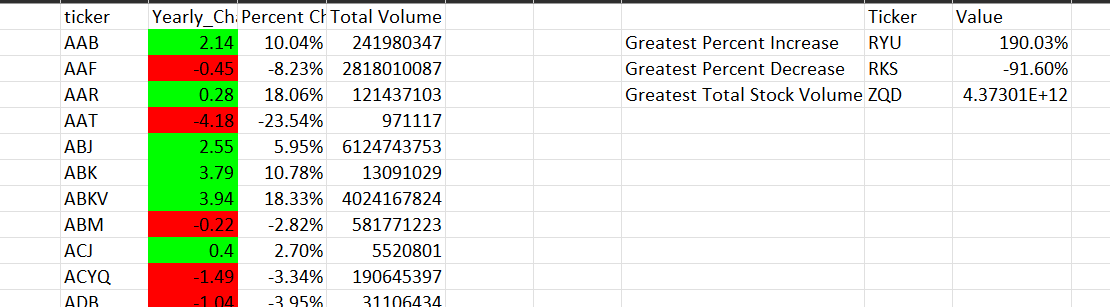 ticker Yearly_Cha Percent Ch Total Volume Ticker Value
AAB 2.14 10.04% 241980347 Greatest Percent Increase RYU 190.03%
AAF -0.45 -8.23% 2818010087 Greatest Percent Decrease RKS -91.60%
AAR 0.28 18.06% 121437103 Greatest Total Stock Volume ZQD 4.37301E+12
AAT -4.18 -23.54% 971117
ABJ 2.55 5.95% 6124743753
ABK 3.79 10.78% 13091029
ABKV 3.94 18.33% 4024167824
ABM -0.22 -2.82% 581771223
ACJ 0.4 2.70% 5520801
ACYQ -1.49 -3.34% 190645397
ADB -1.04 -3.95% 31106434